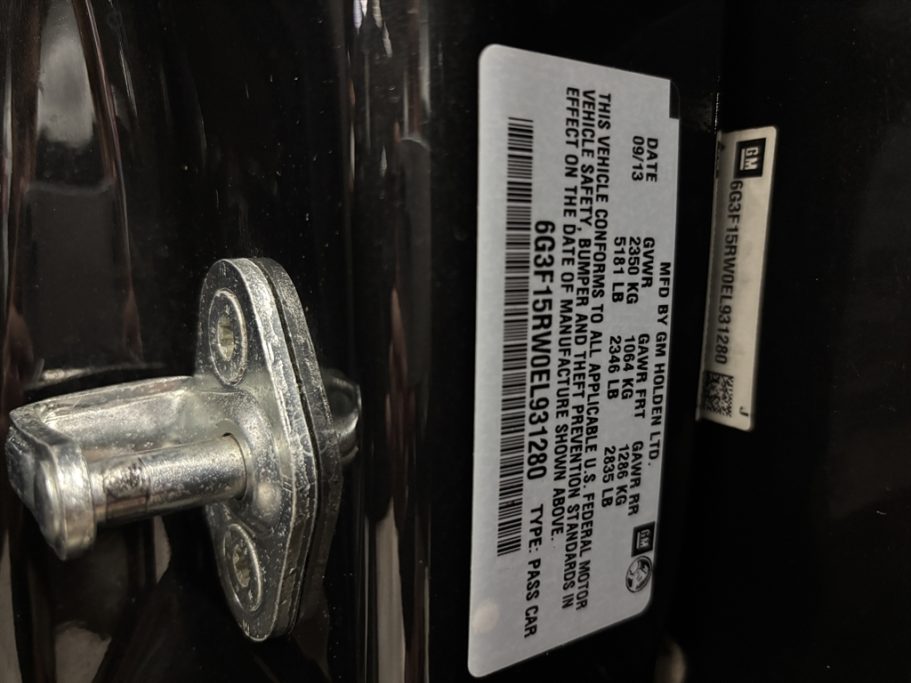 MFD BY GM HOLDEN LTD.
DATE GVWR GAWR FRT GAWR RR
09/13 2350 KG 1064 KG 1286 KG
5181 LB 2346 LB 2835 LB
GM
THIS VEHICLE CONFORMS TO ALL APPLICABLE U.S. FEDERAL MOTOR
VEHICLE SAFETY, BUMPER AND THEFT PREVENTION STANDARDS IN
EFFECT ON THE DATE OF MANUFACTURE SHOWN ABOVE.
6G3F15RW0EL931280 TYPE: PASS CAR
GM
6G3F15RW0EL931280
J